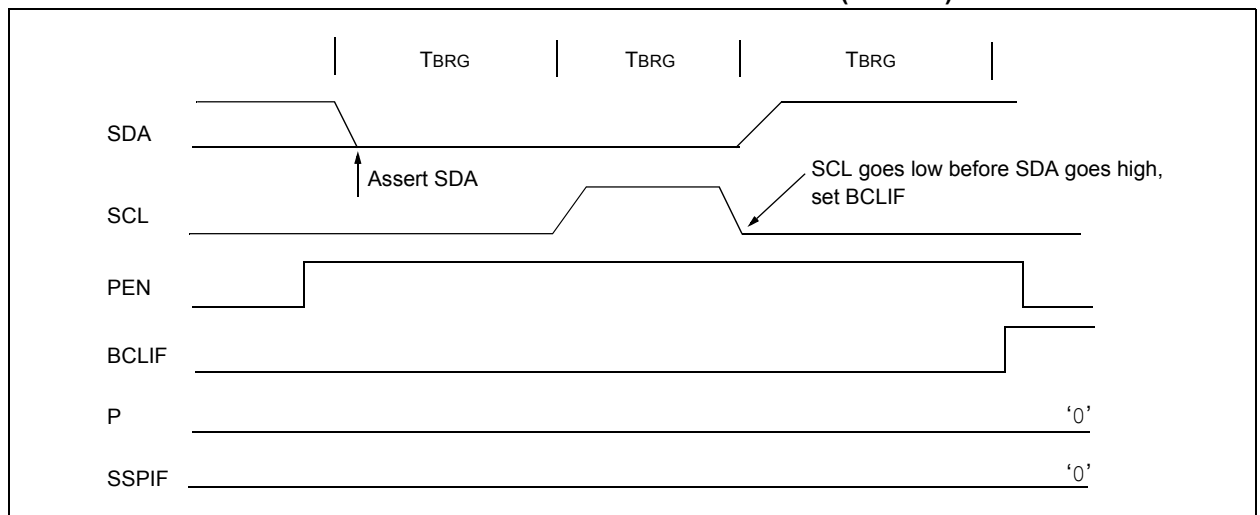 TBRG TBRG TBRG
SDA
Assert SDA
SCL goes low before SDA goes high,
set BCLIF
SCL
PEN
BCLIF
P
‘0’
SSPIF
‘0’